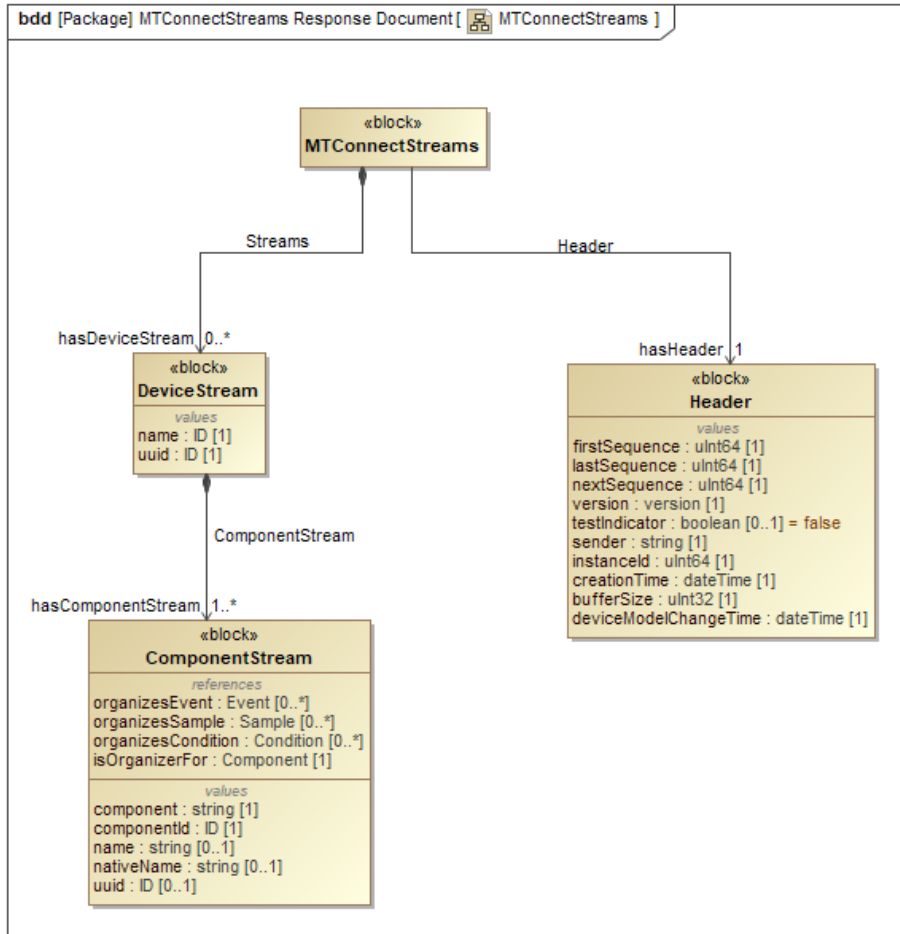 bdd [Package] MTConnectStreams Response Document [ MTConnectStreams ]
«block»
MTConnectStreams
Streams
Header
hasDeviceStream 0..*
hasHeader 1
«block»
DeviceStream
values
name : ID [1]
uuid : ID [1]
«block»
Header
values
firstSequence : uInt64 [1]
lastSequence : uInt64 [1]
nextSequence : uInt64 [1]
version : version [1]
testIndicator : boolean [0..1] = false
sender : string [1]
instanceId : uInt64 [1]
creationTime : dateTime [1]
bufferSize : uInt32 [1]
deviceModelChangeTime : dateTime [1]
ComponentStream
hasComponentStream 1..*
«block»
ComponentStream
references
organizesEvent : Event [0..*]
organizesSample : Sample [0..*]
organizesCondition : Condition [0..*]
isOrganizerFor : Component [1]
values
component : string [1]
componentId : ID [1]
name : string [0..1]
nativeName : string [0..1]
uuid : ID [0..1]